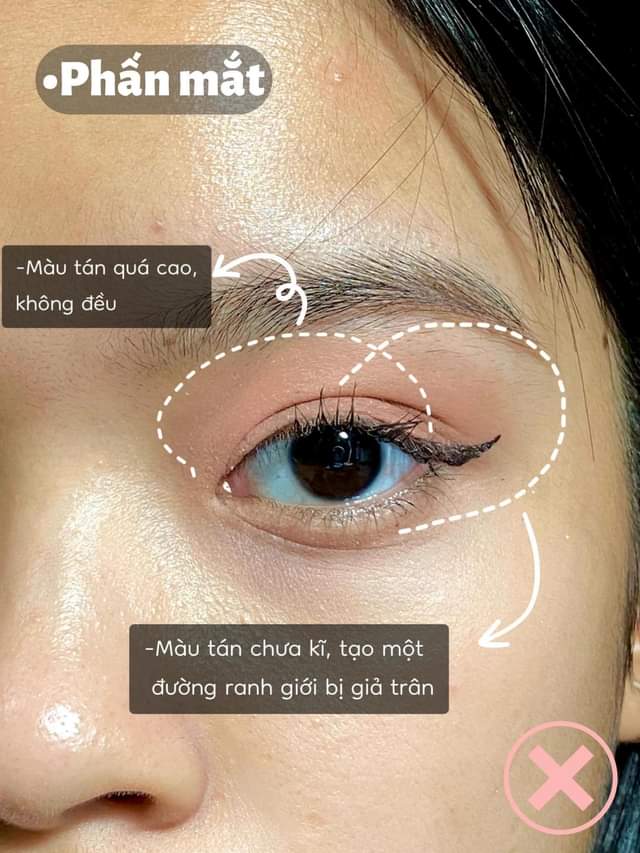 •Phấn mắt
-Màu tán quá cao,
không đều
-Màu tán chưa kĩ, tạo một
đường ranh giới bị giả trân